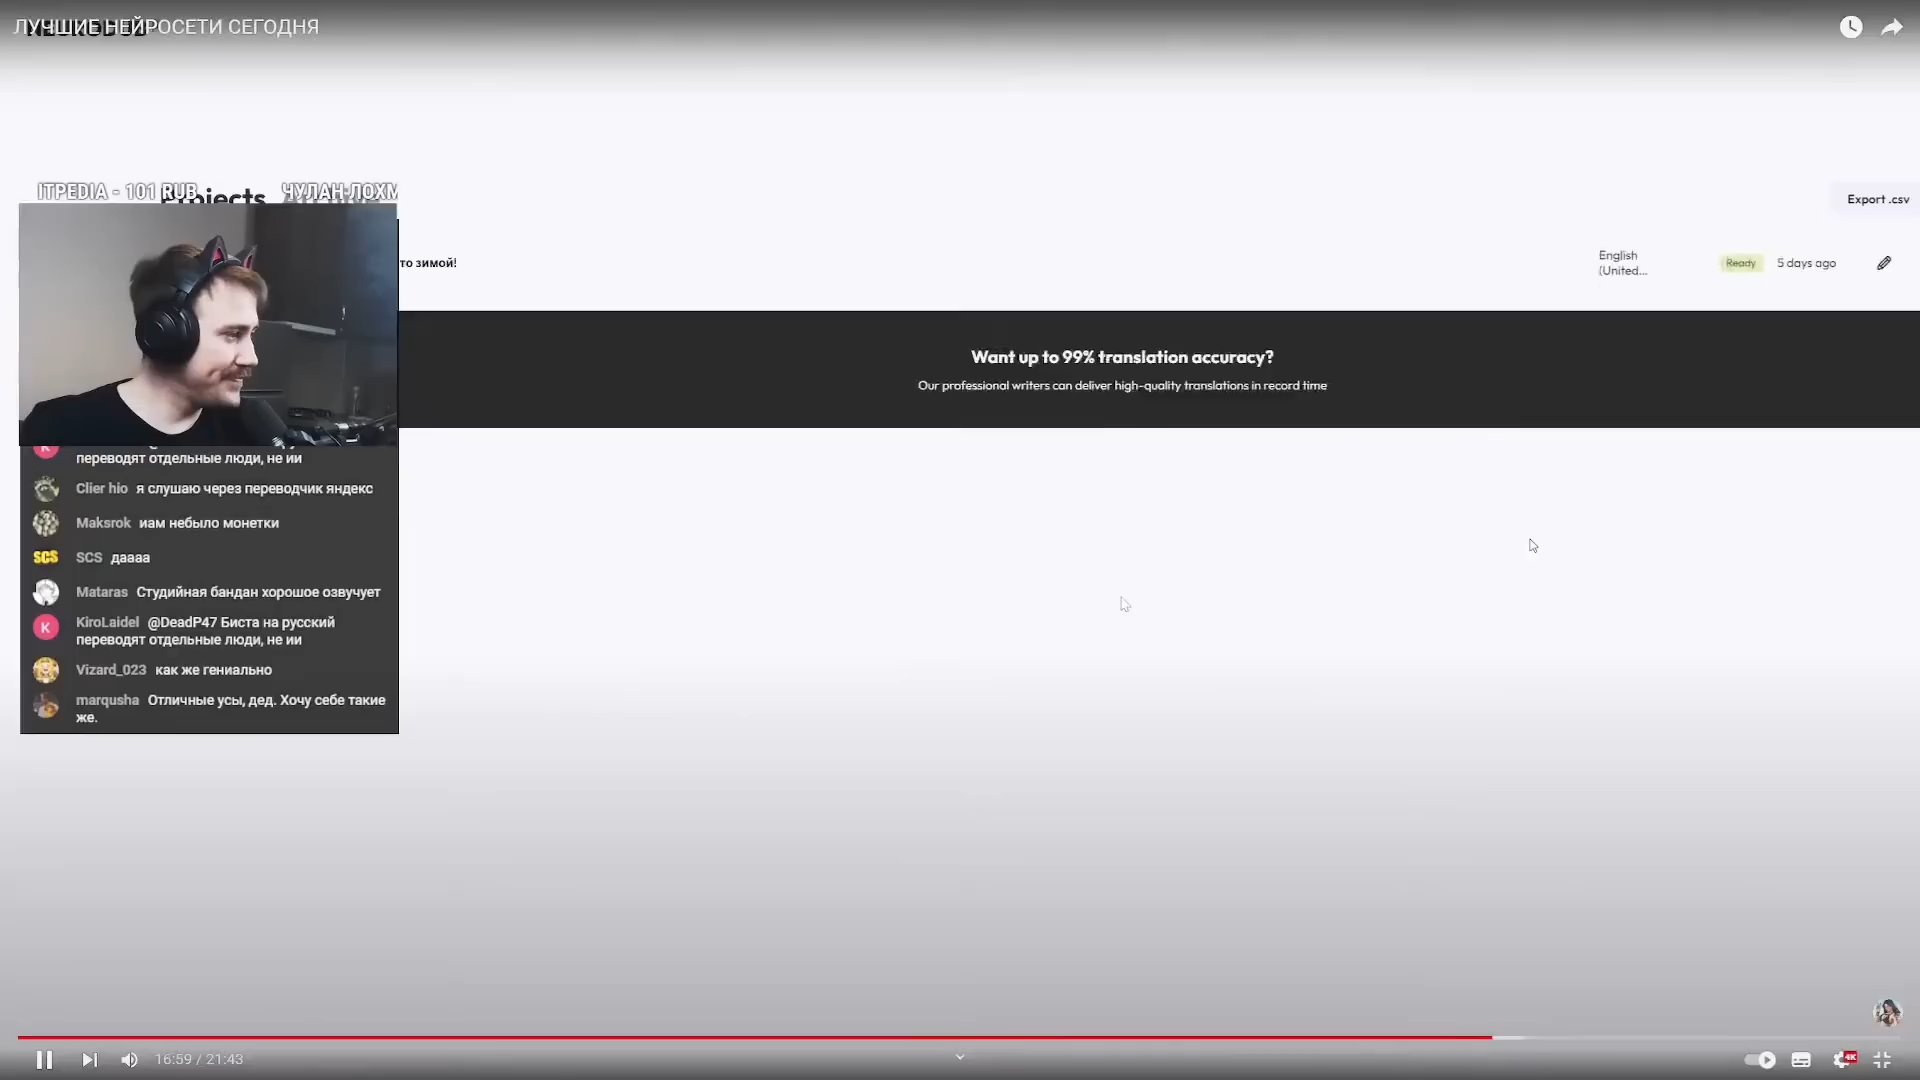 ЛУЧШИЕ НЕЙРОСЕТИ СЕГОДНЯ
ITPEDIA - 101 RUB ЧУЛАН ЛОХМ
Projects
Export .csv
то зимой!
English
(United...
Ready
5 days ago
Want up to 99% translation accuracy?
Our professional writers can deliver high-quality translations in record time
переводят отдельные люди, не ии
Clier hio я слушаю через переводчик яндекс
Maksrok иам небыло монетки
SCS
SCS даааа
Mataras Студийная бандан хорошое озвучует
K
KiroLaidel @DeadP47 Биста на русский
переводят отдельные люди, не ии
Vizard_023 как же гениально
marqusha Отличные усы, дед. Хочу себе такие
же.
16:59 / 21:43
4K